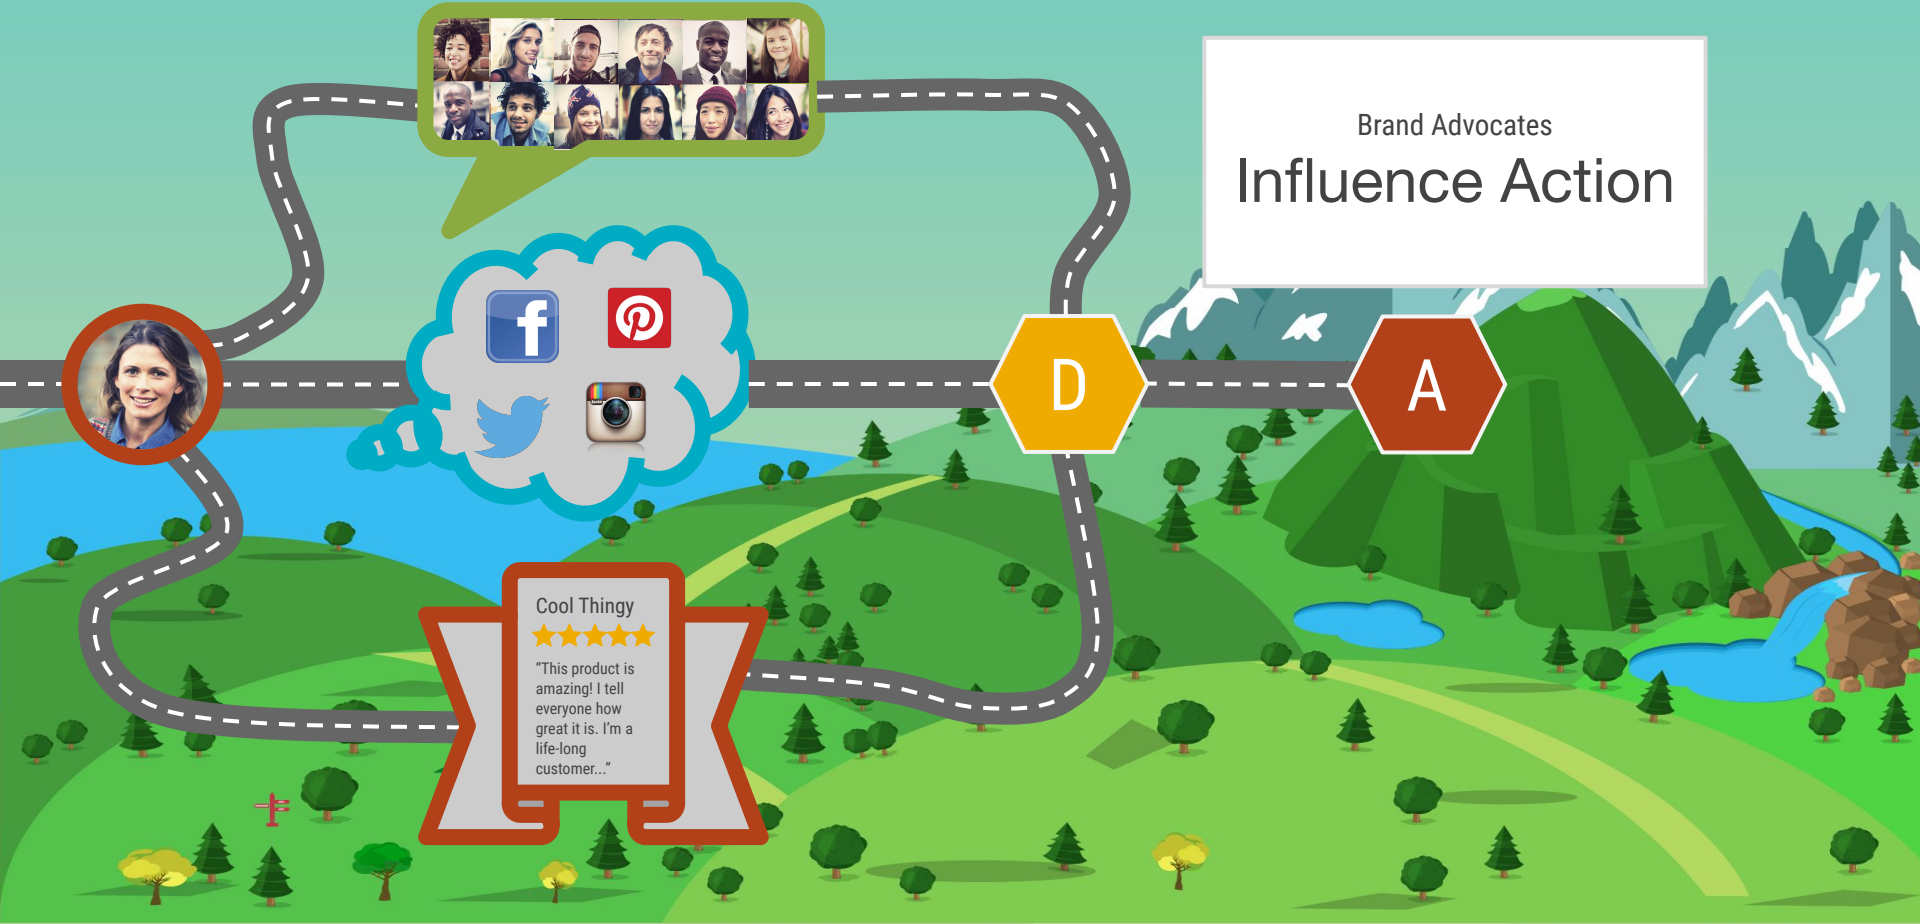 Brand Advocates
Influence Action
f
D
A
Cool Thingy
“This product is
amazing! I tell
everyone how
great it is. I’m a
life-long
customer...”